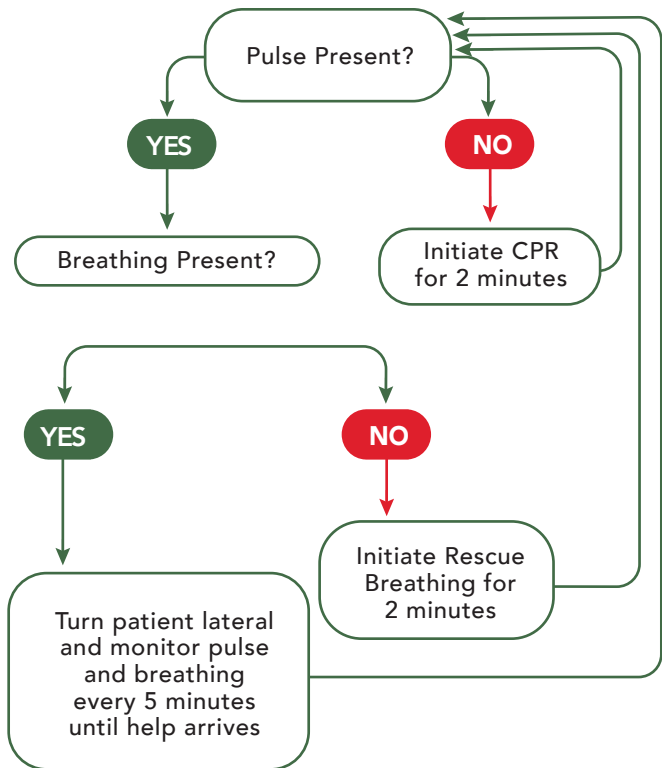 Pulse Present?
YES
NO
Breathing Present?
Initiate CPR
for 2 minutes
YES
NO
Initiate Rescue
Breathing for
2 minutes
Turn patient lateral
and monitor pulse
and breathing
every 5 minutes
until help arrives